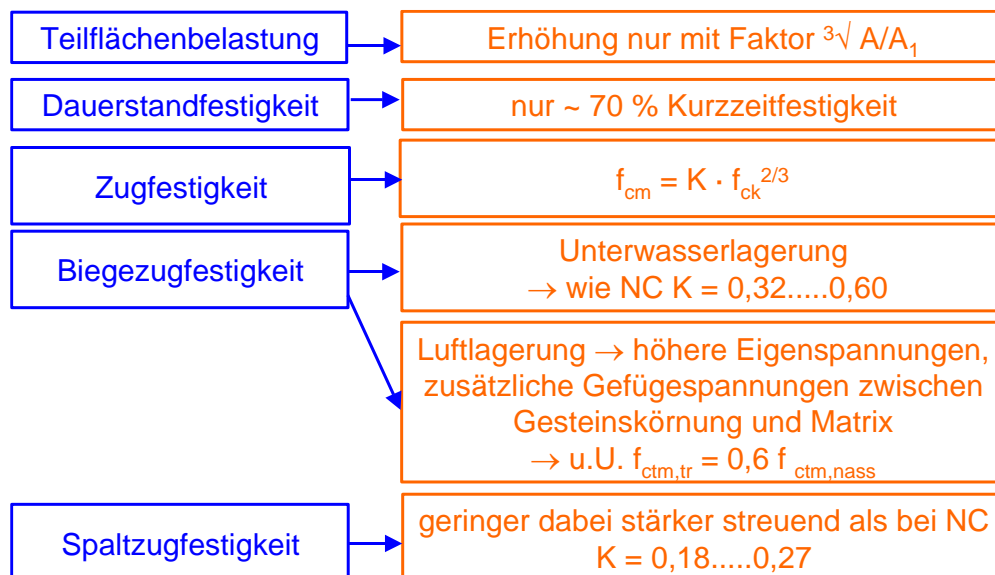 Teilflächenbelastung
Erhöhung nur mit Faktor ³√ A/A₁
Dauerstandfestigkeit
nur ~ 70 % Kurzzeitfestigkeit
Zugfestigkeit
f_cm = K · f_ck^2/3
Biegezugfestigkeit
Unterwasserlagerung
→ wie NC K = 0,32.....0,60
Luftlagerung → höhere Eigenspannungen,
zusätzliche Gefügespannungen zwischen
Gesteinskörnung und Matrix
→ u.U. f_ctm,tr = 0,6 f_ctm,nass
Spaltzugfestigkeit
geringer dabei stärker streuend als bei NC
K = 0,18.....0,27